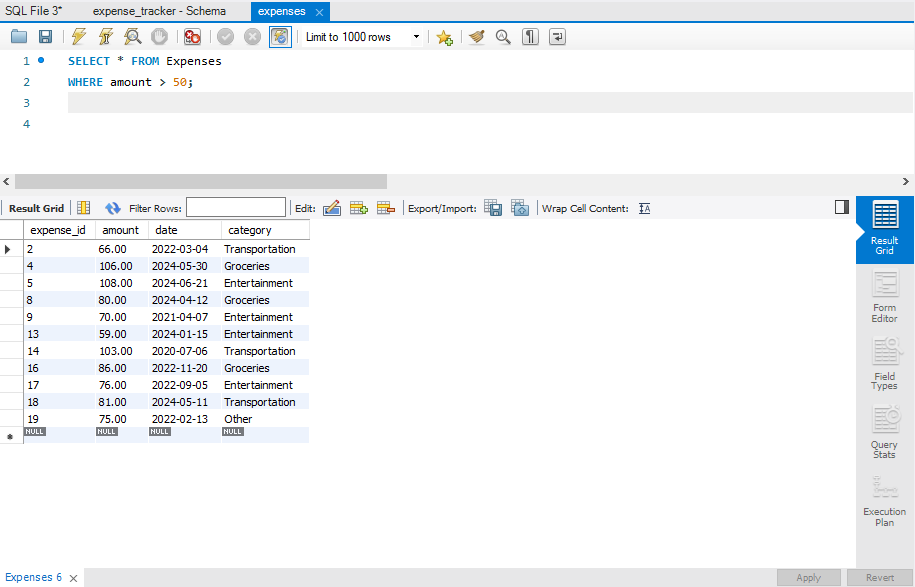 SQL File 3* expense_tracker - Schema expenses
Limit to 1000 rows
1 SELECT * FROM Expenses
2 WHERE amount > 50;
3
4
Result Grid Filter Rows: Edit: Export/Import: Wrap Cell Content:
expense_id amount date category
2 66.00 2022-03-04 Transportation
4 106.00 2024-05-30 Groceries
5 108.00 2024-06-21 Entertainment
8 80.00 2024-04-12 Groceries
9 70.00 2021-04-07 Entertainment
13 59.00 2024-01-15 Entertainment
14 103.00 2020-07-06 Transportation
16 86.00 2022-11-20 Groceries
17 76.00 2022-09-05 Entertainment
18 81.00 2024-05-11 Transportation
19 75.00 2022-02-13 Other
NULL NULL NULL NULL
Result
Grid
Form
Editor
Field
Types
Query
Stats
Execution
Plan
Expenses 6 Apply Revert